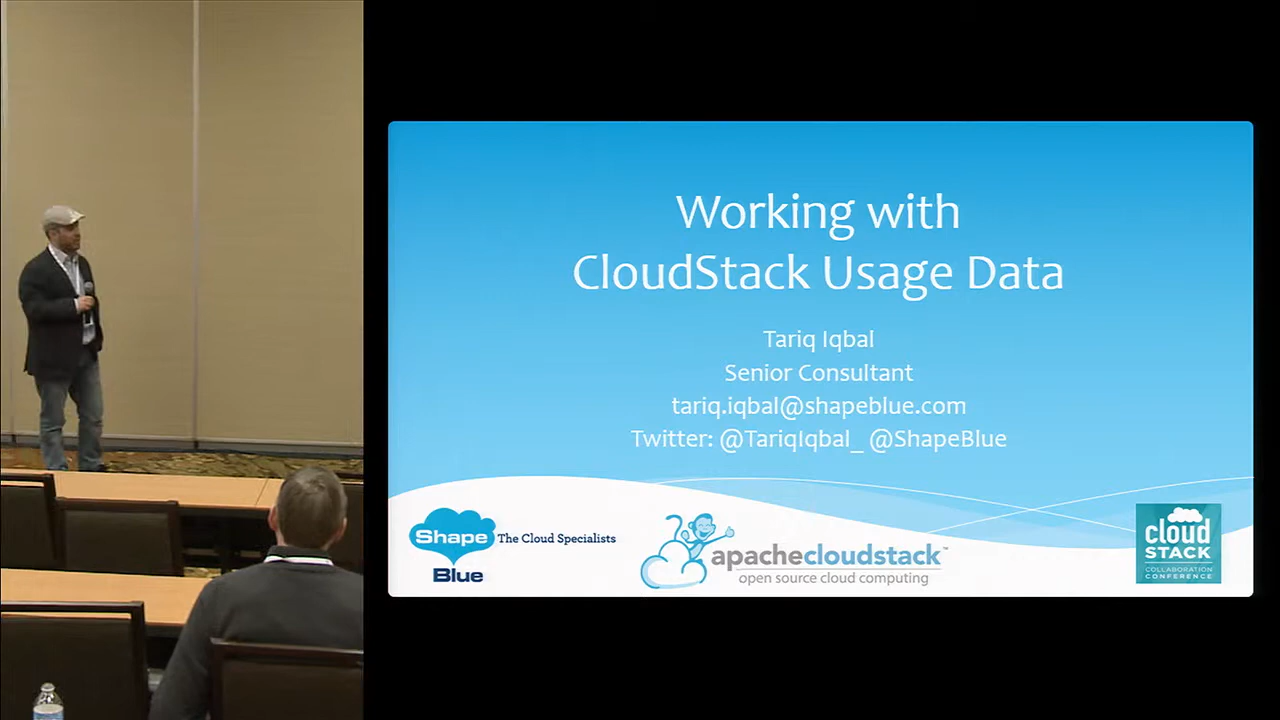 Working with
CloudStack Usage Data
Tariq Iqbal
Senior Consultant
tariq.iqbal@shapeblue.com
Twitter: @TariqIqbal_ @ShapeBlue
Shape
Blue
The Cloud Specialists
apachecloudstack™
open source cloud computing
cloud
STACK
COLLABORATION
CONFERENCE